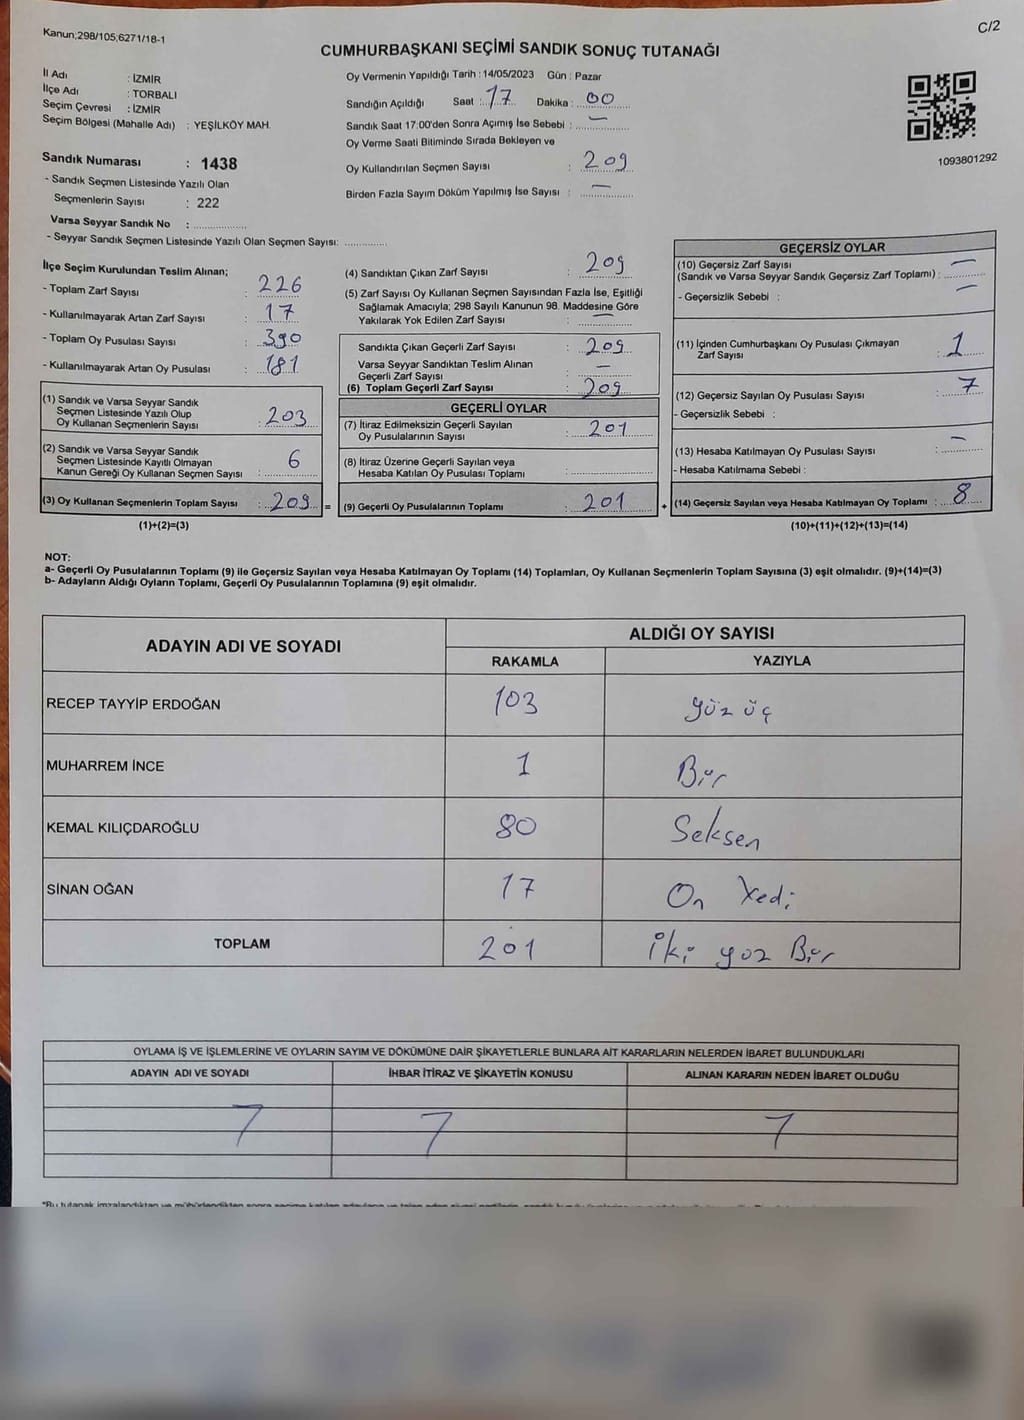 Kanun;298/105;6271/18-1
C/2
CUMHURBAŞKANI SEÇİMİ SANDIK SONUÇ TUTANAĞI
İl Adı : İZMİR
İlçe Adı : TORBALI
Seçim Çevresi : İZMİR
Seçim Bölgesi (Mahalle Adı) : YEŞİLKÖY MAH.
Sandık Numarası : 1438
- Sandık Seçmen Listesinde Yazılı Olan
Seçmenlerin Sayısı : 222
Varsa Seyyar Sandık No : ..............
- Seyyar Sandık Seçmen Listesinde Yazılı Olan Seçmen Sayısı: ............
Oy Vermenin Yapıldığı Tarih : 14/05/2023 Gün : Pazar
Sandığın Açıldığı Saat : 17 Dakika : 00
Sandık Saat 17:00'den Sonra Açımış İse Sebebi : —
Oy Verme Saati Bitiminde Sırada Bekleyen ve
Oy Kullandırılan Seçmen Sayısı : 209
Birden Fazla Sayım Döküm Yapılmış İse Sayısı : —
1093801292
İlçe Seçim Kurulundan Teslim Alınan;
- Toplam Zarf Sayısı : 226
- Kullanılmayarak Artan Zarf Sayısı : 17
- Toplam Oy Pusulası Sayısı : 390
- Kullanılmayarak Artan Oy Pusulası : 181
(1) Sandık ve Varsa Seyyar Sandık
Seçmen Listesinde Yazılı Olup
Oy Kullanan Seçmenlerin Sayısı : 203
(2) Sandık ve Varsa Seyyar Sandık
Seçmen Listesinde Kayıtlı Olmayan
Kanun Gereği Oy Kullanan Seçmen Sayısı : 6
(3) Oy Kullanan Seçmenlerin Toplam Sayısı : 209 =
(1)+(2)=(3)
(4) Sandıktan Çıkan Zarf Sayısı : 209
(5) Zarf Sayısı Oy Kullanan Seçmen Sayısından Fazla İse, Eşitliği
Sağlamak Amacıyla; 298 Sayılı Kanunun 98. Maddesine Göre
Yakılarak Yok Edilen Zarf Sayısı : —
Sandıkta Çıkan Geçerli Zarf Sayısı : 209
Varsa Seyyar Sandıktan Teslim Alınan
Geçerli Zarf Sayısı : —
(6) Toplam Geçerli Zarf Sayısı : 209
GEÇERLİ OYLAR
(7) İtiraz Edilmeksizin Geçerli Sayılan
Oy Pusulalarının Sayısı : 201
(8) İtiraz Üzerine Geçerli Sayılan veya
Hesaba Katılan Oy Pusulası Toplamı :
(9) Geçerli Oy Pusulalarının Toplamı : 201 +
GEÇERSİZ OYLAR
(10) Geçersiz Zarf Sayısı —
(Sandık ve Varsa Seyyar Sandık Geçersiz Zarf Toplamı) :
- Geçersizlik Sebebi : —
(11) İçinden Cumhurbaşkanı Oy Pusulası Çıkmayan
Zarf Sayısı : 1
(12) Geçersiz Sayılan Oy Pusulası Sayısı : 7
- Geçersizlik Sebebi :
(13) Hesaba Katılmayan Oy Pusulası Sayısı : —
- Hesaba Katılmama Sebebi :
(14) Geçersiz Sayılan veya Hesaba Katılmayan Oy Toplamı : 8
(10)+(11)+(12)+(13)=(14)
NOT:
a- Geçerli Oy Pusulalarının Toplamı (9) ile Geçersiz Sayılan veya Hesaba Katılmayan Oy Toplamı (14) Toplamları, Oy Kullanan Seçmenlerin Toplam Sayısına (3) eşit olmalıdır. (9)+(14)=(3)
b- Adayların Aldığı Oyların Toplamı, Geçerli Oy Pusulalarının Toplamına (9) eşit olmalıdır.
ADAYIN ADI VE SOYADI
ALDIĞI OY SAYISI
RAKAMLA YAZIYLA
RECEP TAYYİP ERDOĞAN 103 yüz üç
MUHARREM İNCE 1 Bir
KEMAL KILIÇDAROĞLU 80 Seksen
SİNAN OĞAN 17 On Yedi
TOPLAM 201 iki yüz Bir
OYLAMA İŞ VE İŞLEMLERİNE VE OYLARIN SAYIM VE DÖKÜMÜNE DAİR ŞİKAYETLERLE BUNLARA AİT KARARLARIN NELERDEN İBARET BULUNDUKLARI
ADAYIN ADI VE SOYADI İHBAR İTİRAZ VE ŞİKAYETİN KONUSU ALINAN KARARIN NEDEN İBARET OLDUĞU